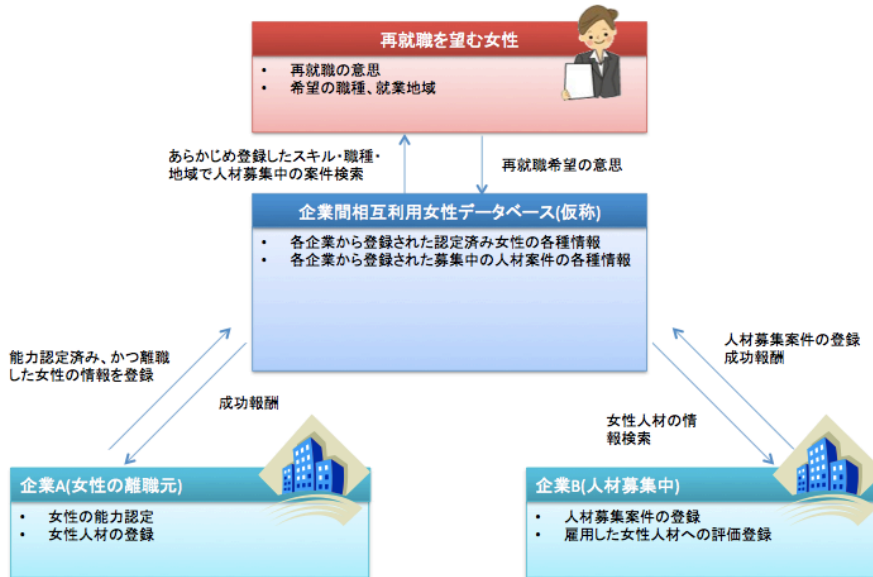 再就職を望む女性
• 再就職の意思
• 希望の職種、就業地域
あらかじめ登録したスキル・職種・
地域で人材募集中の案件検索
再就職希望の意思
企業間相互利用女性データベース(仮称)
• 各企業から登録された認定済み女性の各種情報
• 各企業から登録された募集中の人材案件の各種情報
能力認定済み、かつ離職
した女性の情報を登録
成功報酬
人材募集案件の登録
成功報酬
女性人材の情
報検索
企業A(女性の離職元)
• 女性の能力認定
• 女性人材の登録
企業B(人材募集中)
• 人材募集案件の登録
• 雇用した女性人材への評価登録